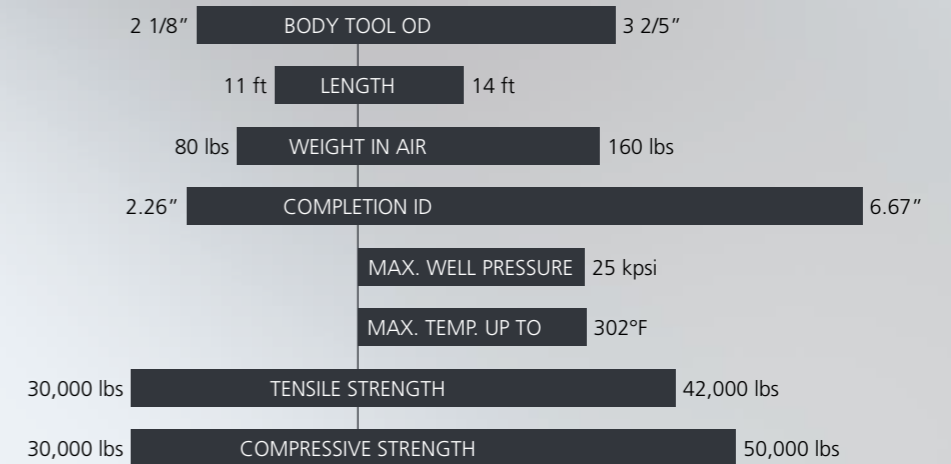 2 1/8” BODY TOOL OD 3 2/5”
11 ft LENGTH 14 ft
80 lbs WEIGHT IN AIR 160 lbs
2.26” COMPLETION ID 6.67”
MAX. WELL PRESSURE 25 kpsi
MAX. TEMP. UP TO 302°F
30,000 lbs TENSILE STRENGTH 42,000 lbs
30,000 lbs COMPRESSIVE STRENGTH 50,000 lbs